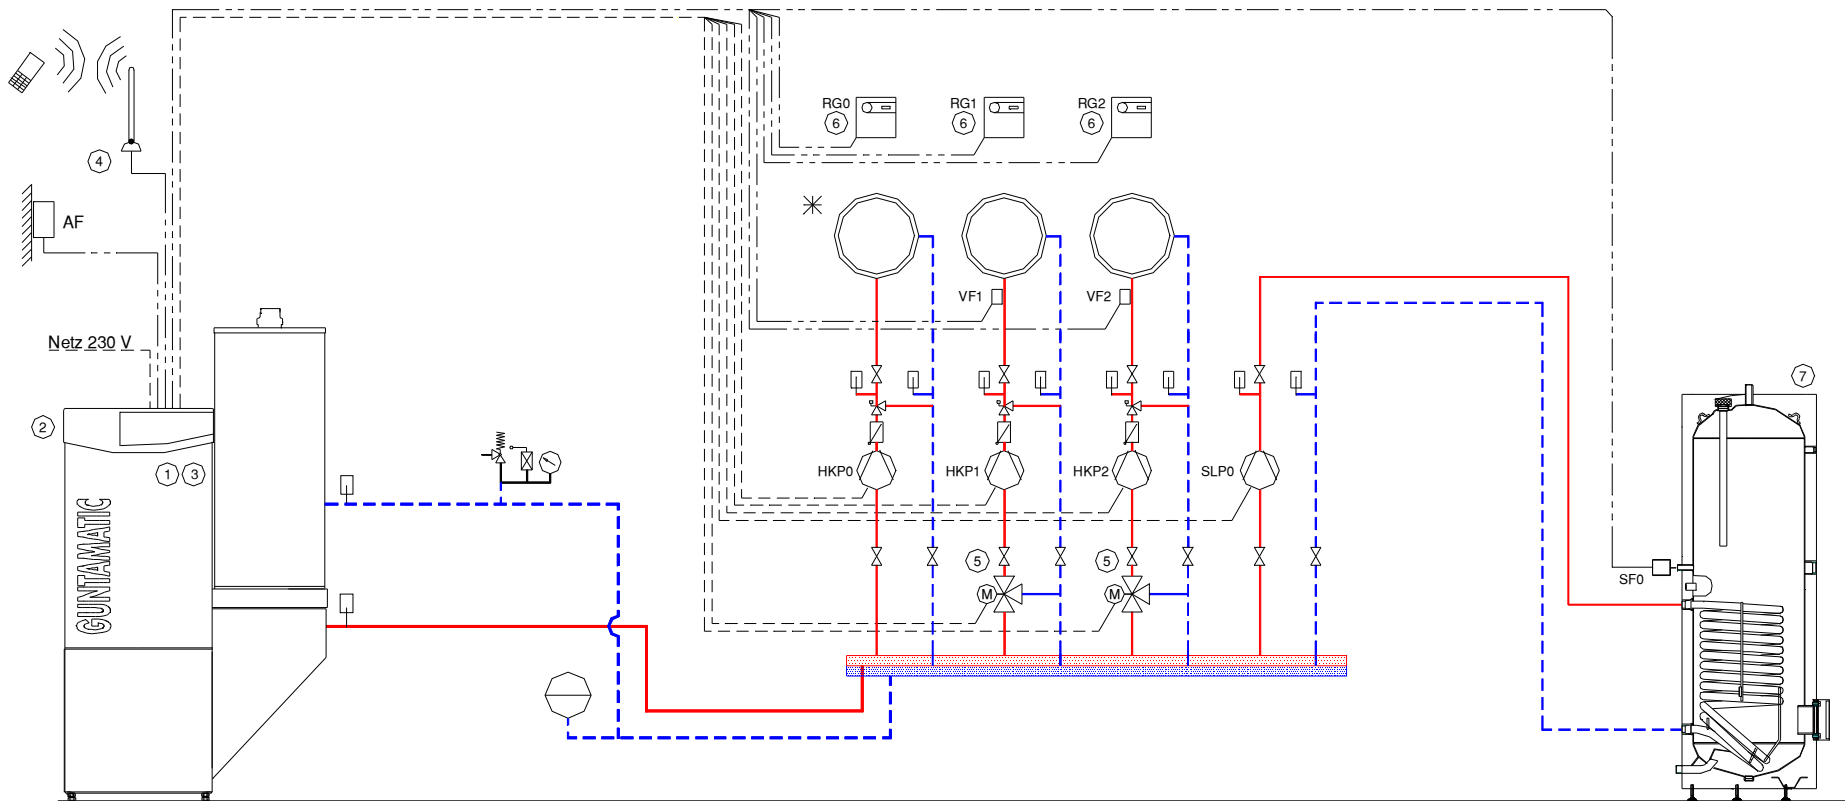 RG0
6
RG1
6
RG2
6
4
AF
VF1
VF2
Netz 230 V
7
2
1
3
HKP0
HKP1
HKP2
SLP0
GUNTAMATIC
5
5
SF0
M
M